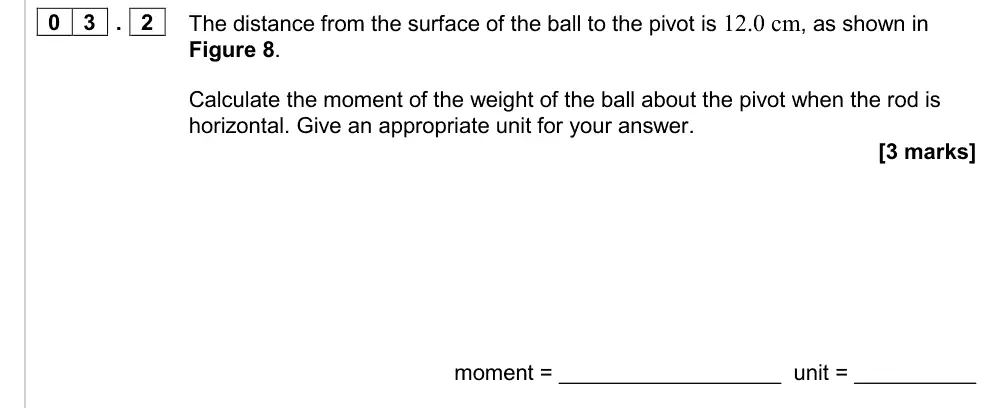 0 3 . 2 The distance from the surface of the ball to the pivot is 12.0 cm, as shown in
Figure 8.
Calculate the moment of the weight of the ball about the pivot when the rod is
horizontal. Give an appropriate unit for your answer.
[3 marks]
moment = ____________________ unit = ___________